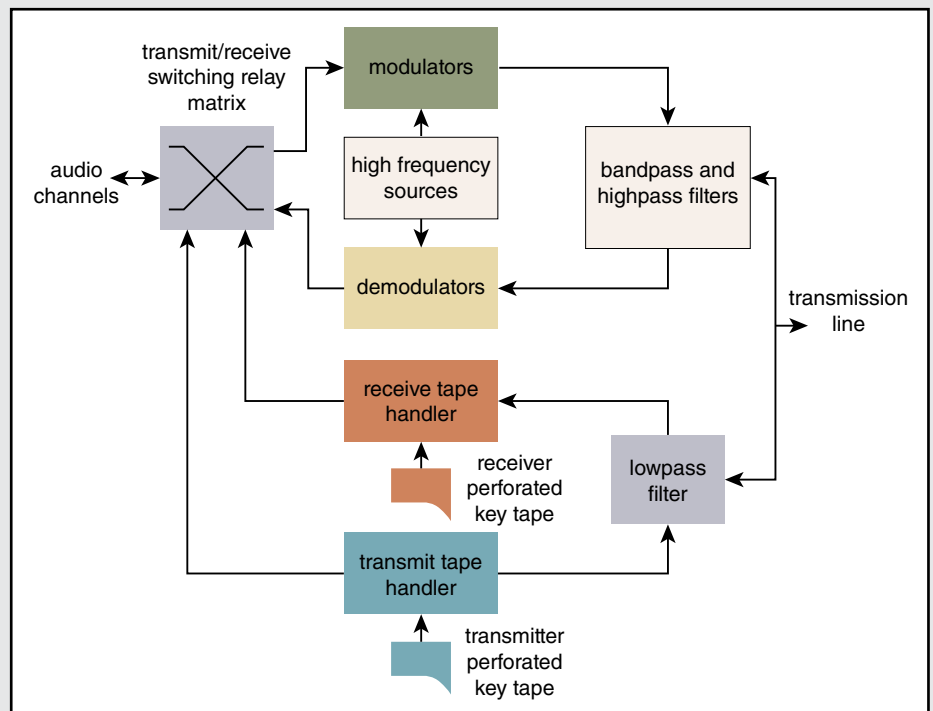 transmit/receive
switching relay
matrix
modulators
audio
channels
high frequency
sources
bandpass and
highpass filters
demodulators
transmission
line
receive tape
handler
receiver
perforated
key tape
lowpass
filter
transmit tape
handler
transmitter
perforated
key tape